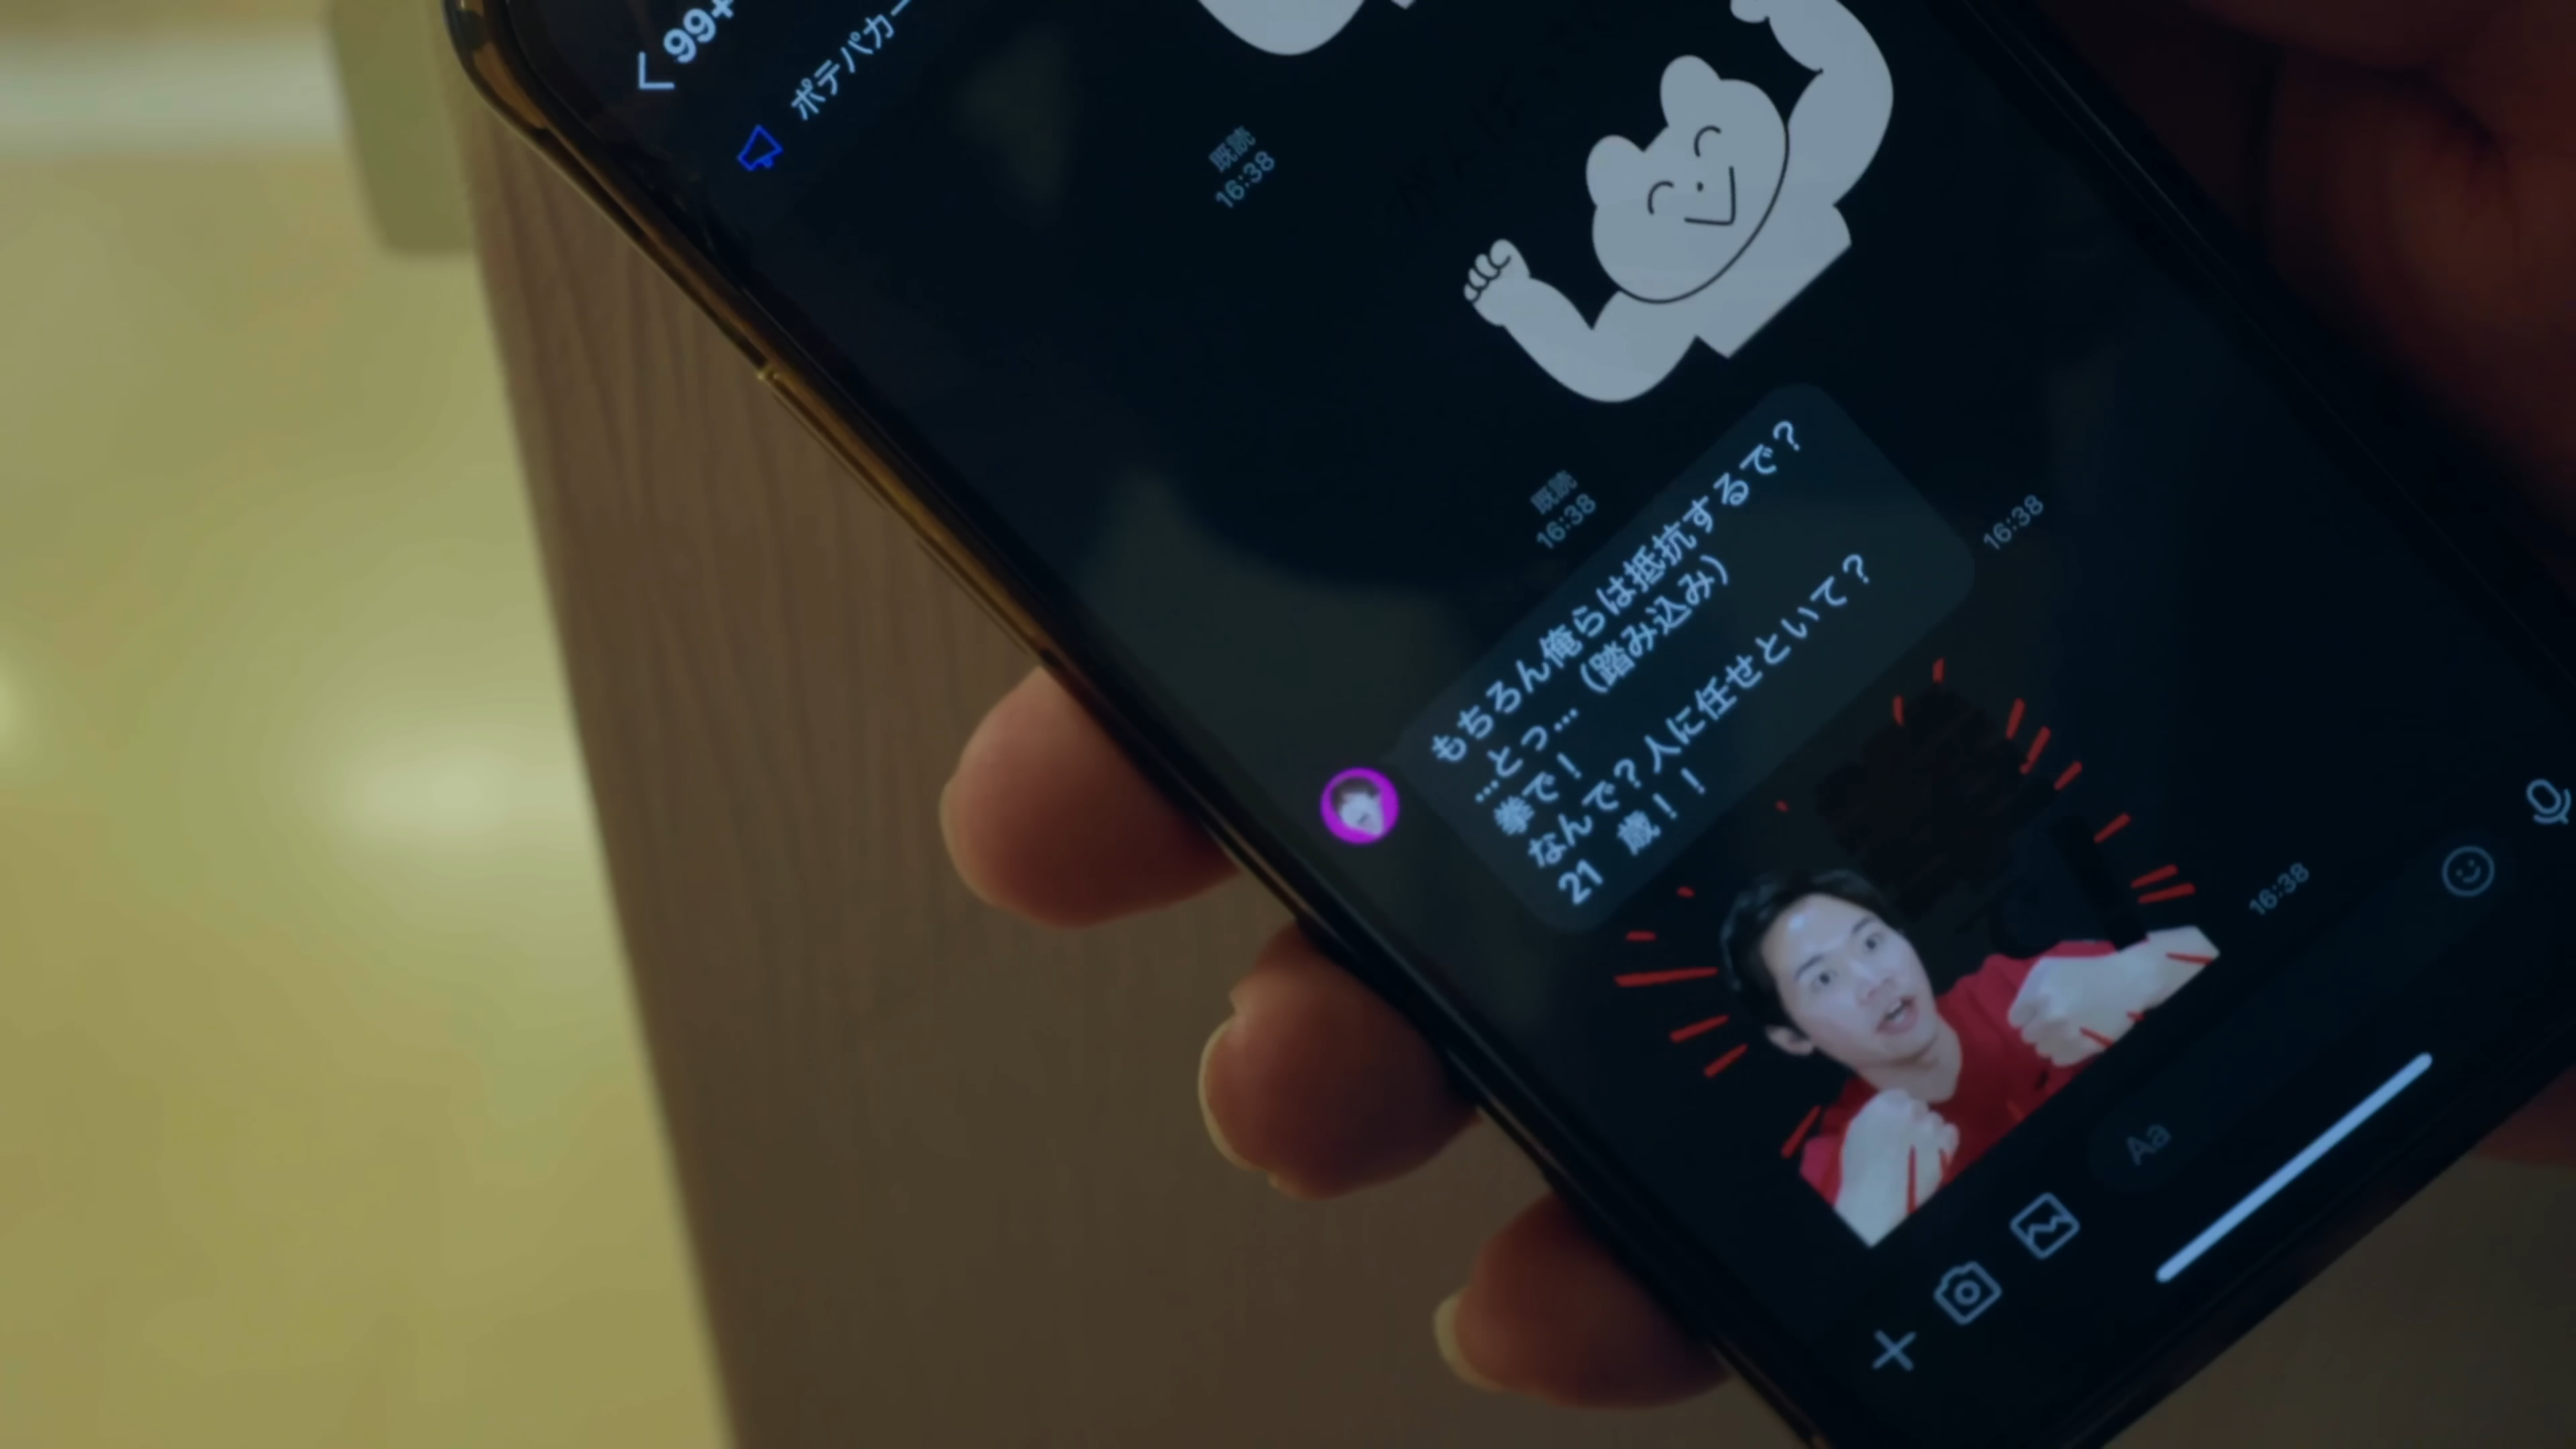 99+
ポテパカー
既読
16:38
既読
16:38
もちろん俺らは抵抗するで？
…とっ…（踏み込み）
拳で！
なんで？人に任せといて？
21　歳！！
16:38
16:38
Aa